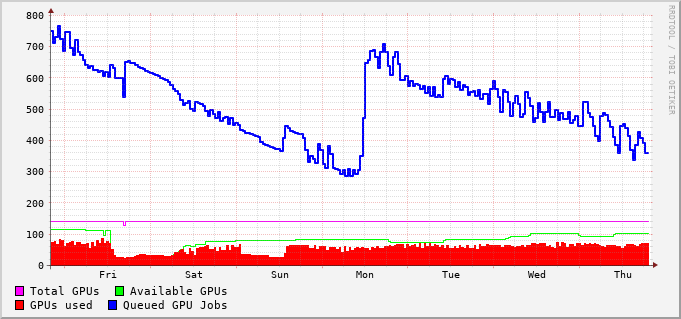 800
700
600
500
400
300
200
100
0
Fri Sat Sun Mon Tue Wed Thu
Total GPUs Available GPUs
GPUs used Queued GPU Jobs
RRDTOOL / TOBI OETIKER